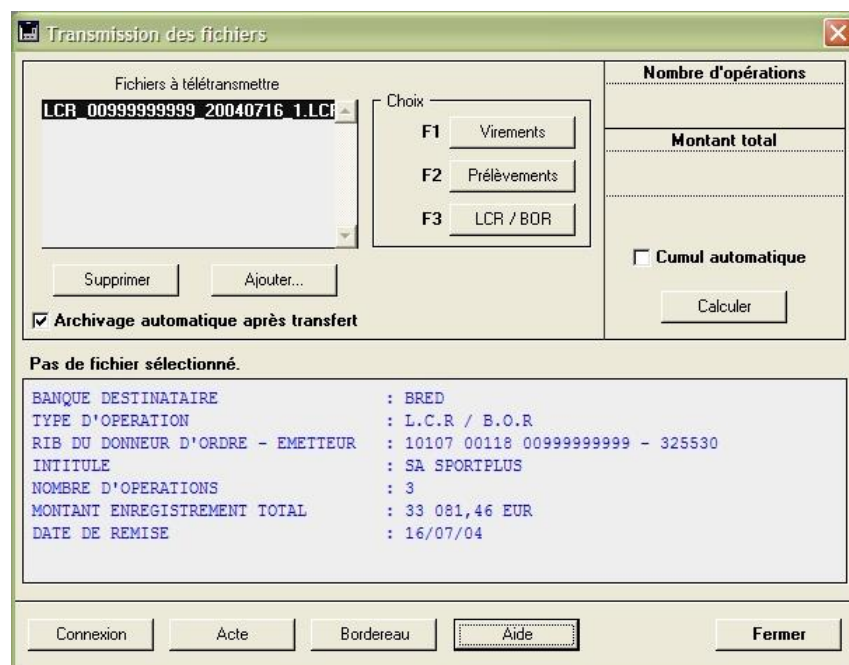 Transmission des fichiers
Fichiers à télétransmettre
LCR_00999999999_20040716_1.LCR
Choix
F1 Virements
F2 Prélèvements
F3 LCR / BOR
Supprimer
Ajouter...
Archivage automatique après transfert
Nombre d'opérations
Montant total
Cumul automatique
Calculer
Pas de fichier sélectionné.
BANQUE DESTINATAIRE : BRED
TYPE D'OPERATION : L.C.R / B.O.R
RIB DU DONNEUR D'ORDRE - EMETTEUR : 10107 00118 00999999999 - 325530
INTITULE : SA SPORTPLUS
NOMBRE D'OPERATIONS : 3
MONTANT ENREGISTREMENT TOTAL : 33 081,46 EUR
DATE DE REMISE : 16/07/04
Connexion
Acte
Bordereau
Aide
Fermer